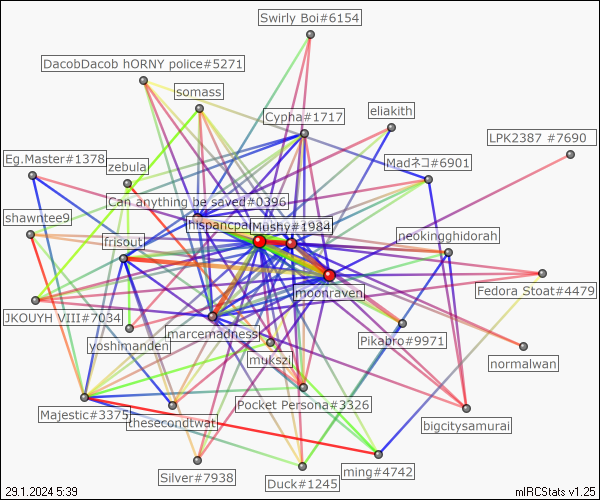 Swirly Boi#6154
DacobDacob hORNY police#5271
somass
Cypha#1717
eliakith
LPK2387 #7690
Eg.Master#1378
zebula
Madネコ#6901
Can anything be saved#0396
shawntee9
hispancpa
Mushy#1984
frisout
peokingghidorah
moonraven
Fedora Stoat#4479
JKOUYH VIII#7034
yoshimanden
marcemadness
mukszi
Pikabro#9971
normalwan
Majestic#3375
thesecondtwat
Pocket Persona#3326
bigcitysamurai
Silver#7938
Duck#1245
ming#4742
29.1.2024 5:39
mIRCStats v1.25